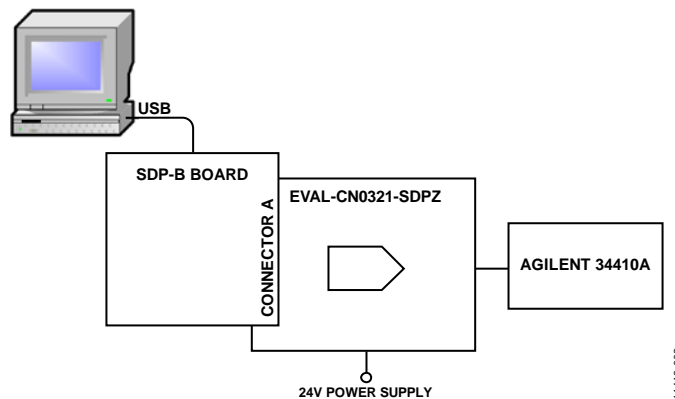 USB
SDP-B BOARD
EVAL-CN0321-SDPZ
CONNECTOR A
AGILENT 34410A
24V POWER SUPPLY